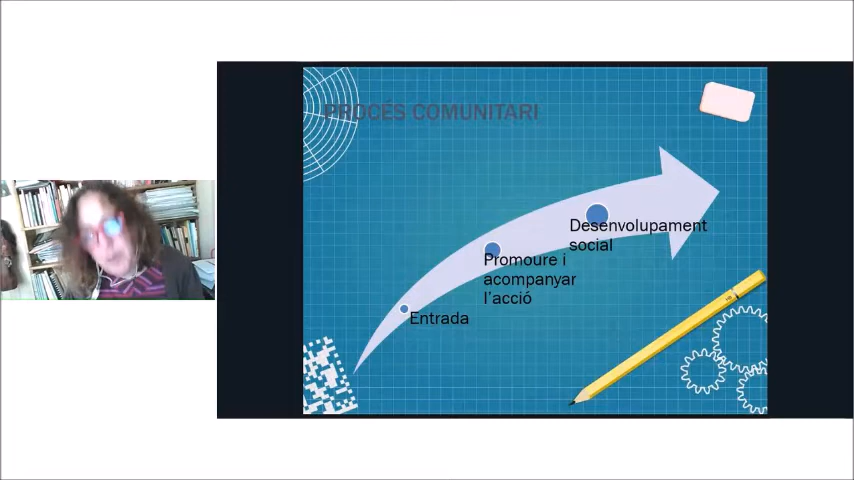 PROCÉS COMUNITARI
Desenvolupament
social
Promoure i
acompanyar
l'acció
Entrada